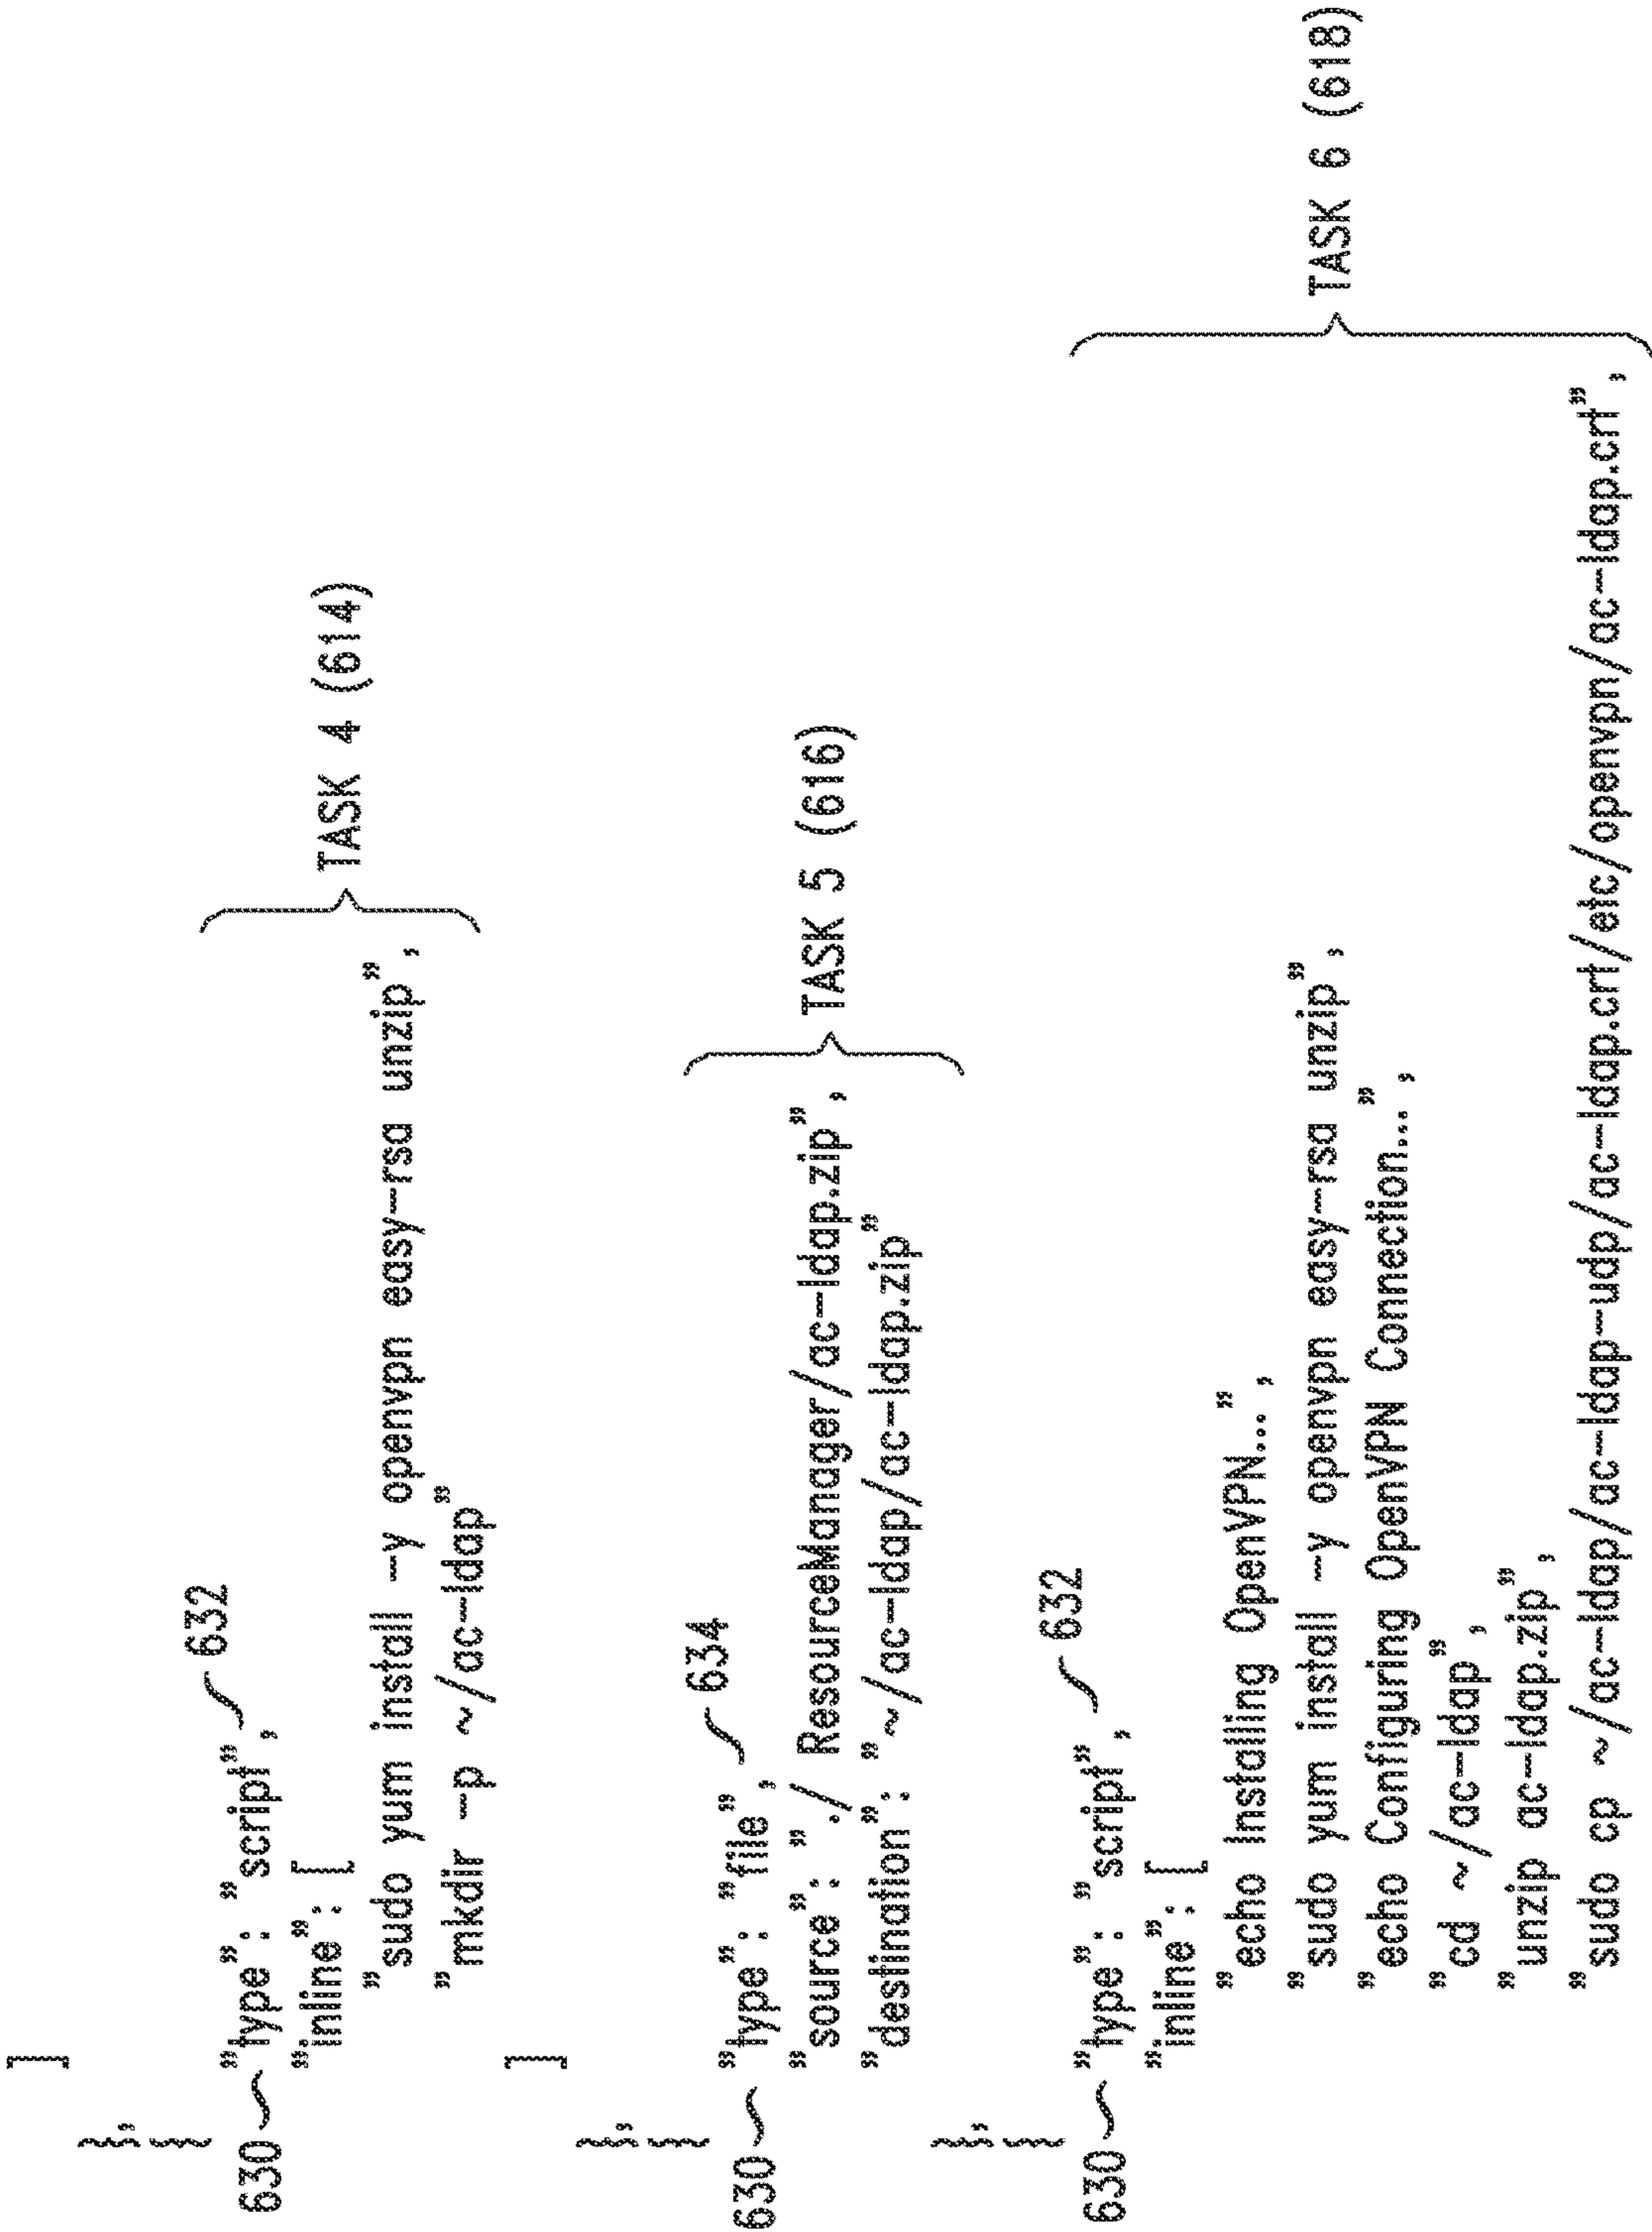 ]
},
{
630 "type": "script", 632
"inline": [
"sudo yum install -y openvpn easy-rsa unzip",
"mkdir -p ~/ac-ldap"
TASK 4 (614)
]
},
{
630 "type": "file", 634
"source": "./ ResourceManager/ac-ldap.zip",
"destination": "~/ac-ldap/ac-ldap.zip"
TASK 5 (616)
},
{
630 "type": "script", 632
"inline": [
"echo Installing OpenVPN...",
"sudo yum install -y openvpn easy-rsa unzip",
"echo Configuring OpenVPN Connection...",
"cd ~/ac-ldap",
"unzip ac-ldap.zip",
"sudo cp ~/ac-ldap/ac-ldap-udp/ac-ldap.crt/etc/openvpn/ac-ldap.crt",
TASK 6 (618)